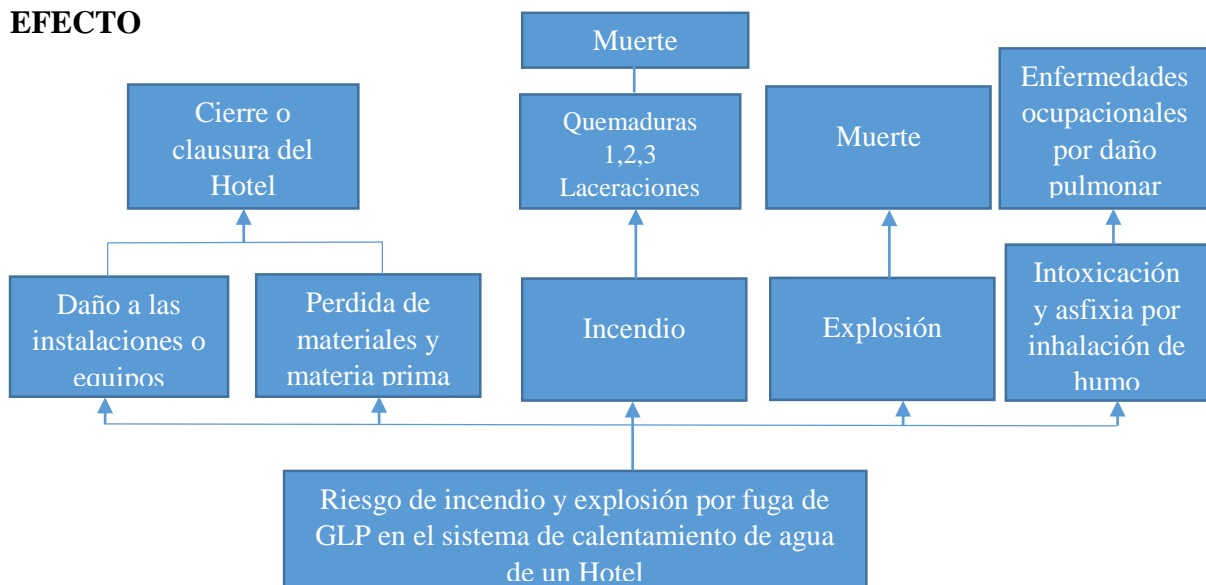 EFECTO
Muerte
Cierre o
clausura del
Hotel
Quemaduras
1,2,3
Laceraciones
Muerte
Enfermedades
ocupacionales
por daño
pulmonar
Daño a las
instalaciones o
equipos
Perdida de
materiales y
materia prima
Incendio
Explosión
Intoxicación
y asfixia por
inhalación de
humo
Riesgo de incendio y explosión por fuga de
GLP en el sistema de calentamiento de agua
de un Hotel